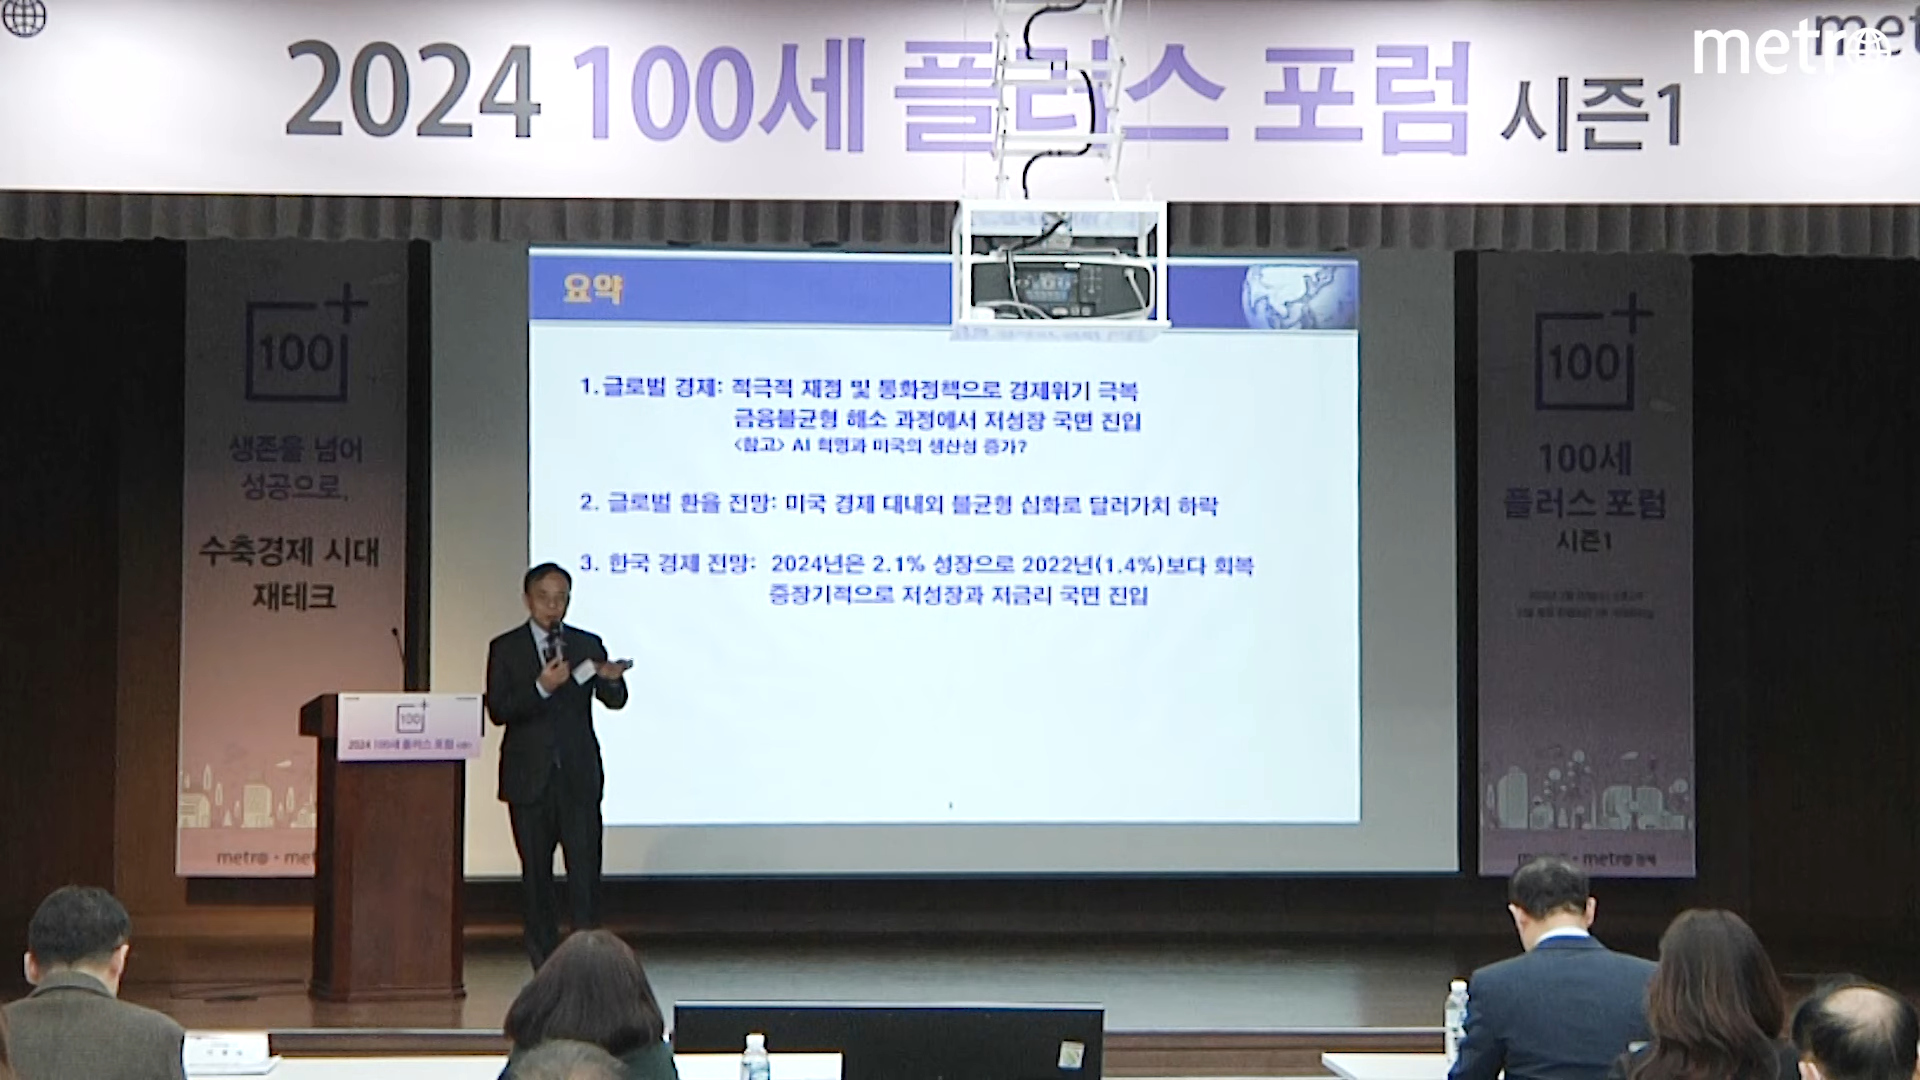 metro
2024 100세 플러스 포럼 시즌1
100
생존을 넘어
성공으로,
수축경제 시대
재테크
metro · met
요약
1. 글로벌 경제: 적극적 재정 및 통화정책으로 경제위기 극복
금융불균형 해소 과정에서 저성장 국면 진입
<참고> AI 혁명과 미국의 생산성 증가?
2. 글로벌 환율 전망: 미국 경제 대내외 불균형 심화로 달러가치 하락
3. 한국 경제 전망: 2024년은 2.1% 성장으로 2022년(1.4%)보다 회복
중장기적으로 저성장과 저금리 국면 진입
100
2024 100세 플러스 포럼 시즌1
100
100세
플러스 포럼
시즌1
metro · metro 경제